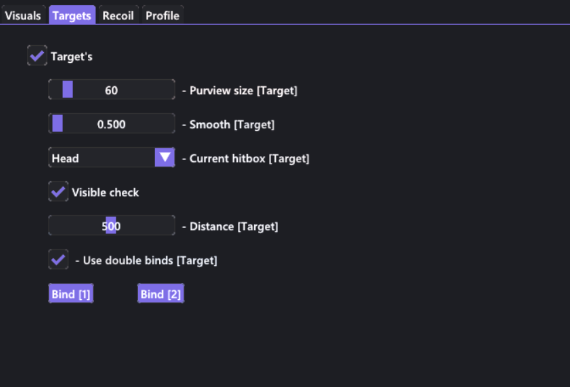 Visuals Targets Recoil Profile
Target's
60 - Purview size [Target]
0.500 - Smooth [Target]
Head - Current hitbox [Target]
Visible check
500 - Distance [Target]
- Use double binds [Target]
Bind [1] Bind [2]